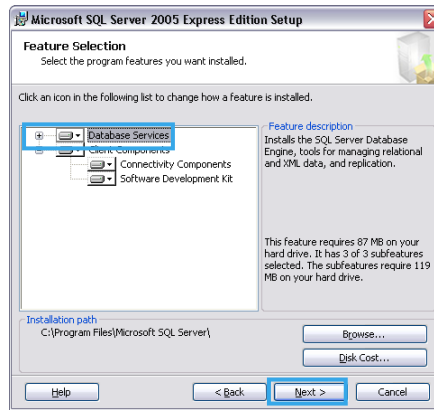 Microsoft SQL Server 2005 Express Edition Setup
Feature Selection
Select the program features you want installed.
Click an icon in the following list to change how a feature is installed.
Database Services
Client Components
Connectivity Components
Software Development Kit
Feature description
Installs the SQL Server Database
Engine, tools for managing relational
and XML data, and replication.
This feature requires 87 MB on your
hard drive. It has 3 of 3 subfeatures
selected. The subfeatures require 119
MB on your hard drive.
Installation path
C:\Program Files\Microsoft SQL Server\
Browse...
Disk Cost...
Help
< Back
Next >
Cancel